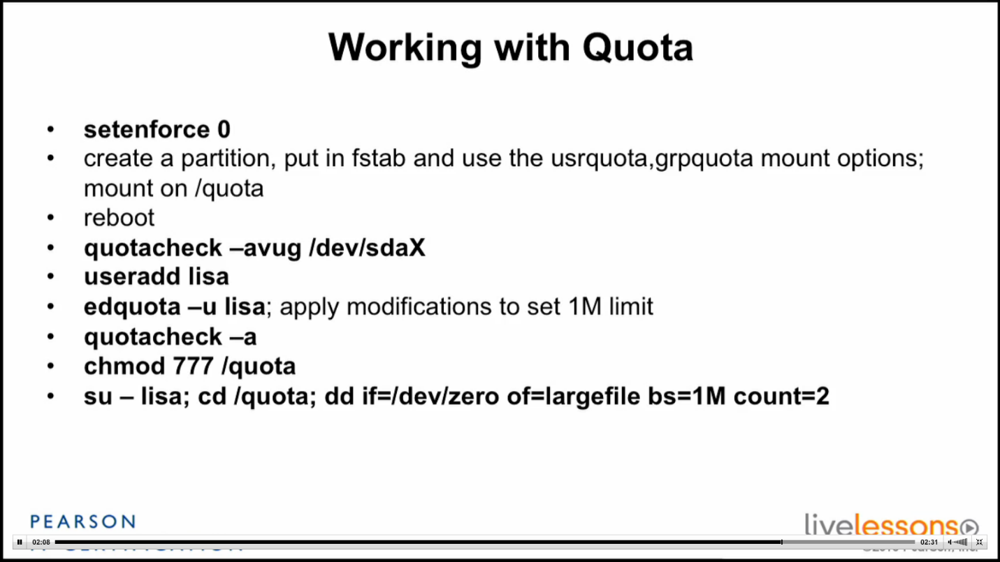 Working with Quota
• setenforce 0
• create a partition, put in fstab and use the usrquota,grpquota mount options;
mount on /quota
• reboot
• quotacheck –avug /dev/sdaX
• useradd lisa
• edquota –u lisa; apply modifications to set 1M limit
• quotacheck –a
• chmod 777 /quota
• su – lisa; cd /quota; dd if=/dev/zero of=largefile bs=1M count=2
PEARSON
livelessons
02:08
02:31